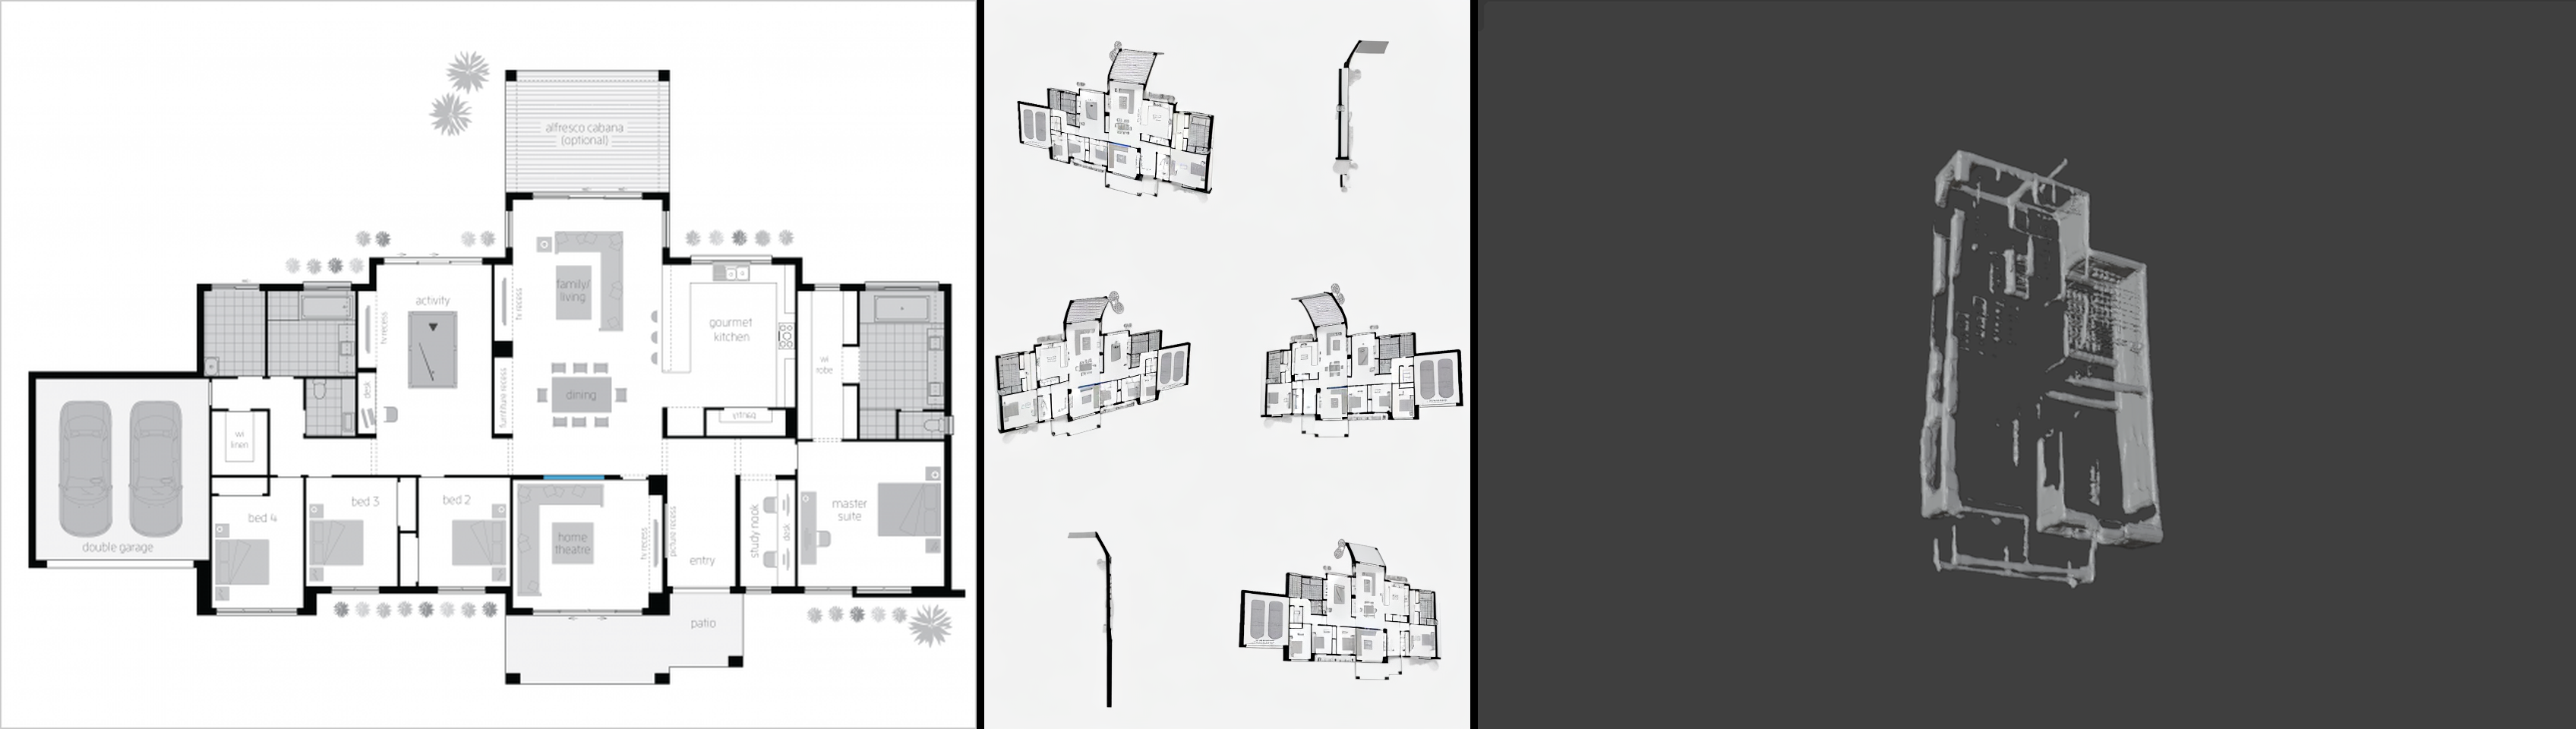 alfresco cabana
(optional)
activity
tv recess
tv recess
family/
living
gourmet
kitchen
wi
robe
desk
furniture recess
dining
wi
linen
bed 4
bed 3
bed 2
home
theatre
tv recess
picture recess
entry
study nook
desk
master
suite
double garage
patio